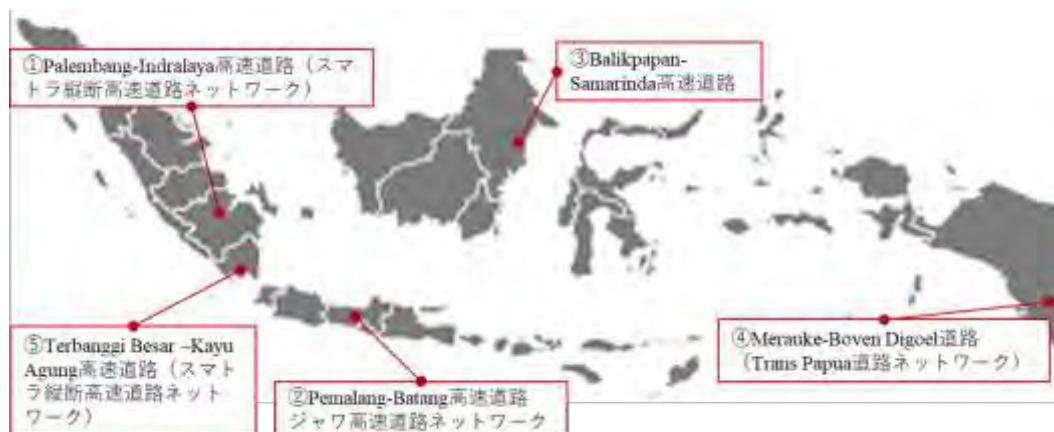 ①Palembang-Indralaya高速道路（スマ
トラ縦断高速道路ネットワーク）
③Balikpapan-
Samarinda高速道路
⑤Terbanggi Besar –Kayu
Agung高速道路（スマト
ラ縦断高速道路ネット
ワーク）
②Pemalang-Batang高速道路
ジャワ高速道路ネットワーク
④Merauke-Boven Digoel道路
（Trans Papua道路ネットワーク）